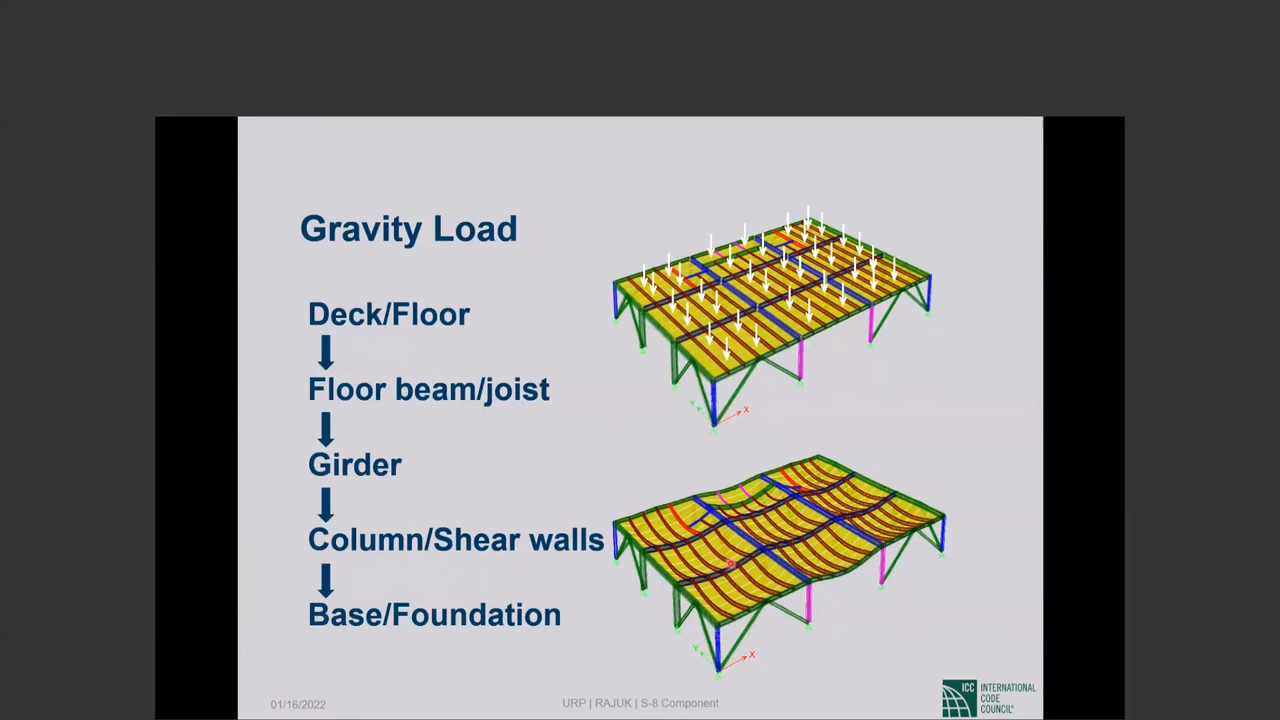 Gravity Load
Deck/Floor
Floor beam/joist
Girder
Column/Shear walls
Base/Foundation
Y
X
Y
X
01/16/2022
URP | RAJUK | S-8 Component
ICC
INTERNATIONAL
CODE
COUNCIL®